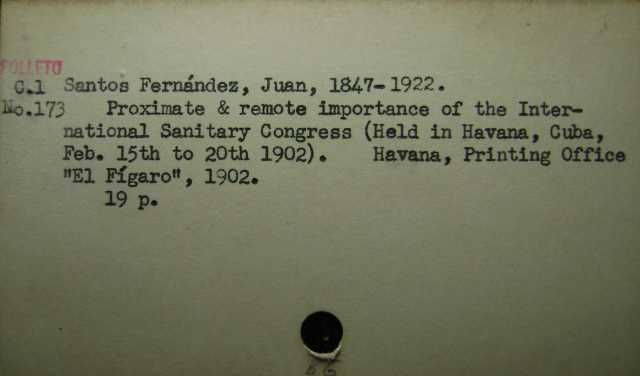 FOLLETO
C.1 Santos Fernández, Juan, 1847-1922.
No.173 Proximate & remote importance of the Inter-
national Sanitary Congress (Held in Havana, Cuba,
Feb. 15th to 20th 1902). Havana, Printing Office
"El Fígaro", 1902.
19 p.